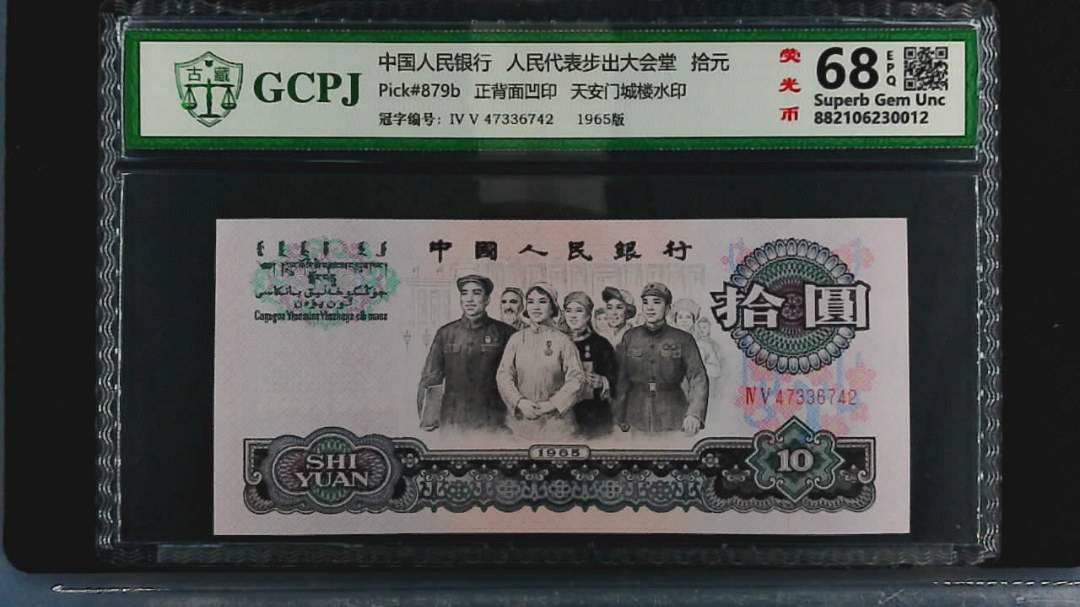 古藏
GCPJ
中国人民银行 人民代表步出大会堂 拾元
Pick#879b 正背面凹印 天安门城楼水印
冠字编号: IV V 47336742 1965版
荧光币
68 EPQ
Superb Gem Unc
882106230012
中國人民銀行
拾圓
IV V 47336742
1965
SHI YUAN
10